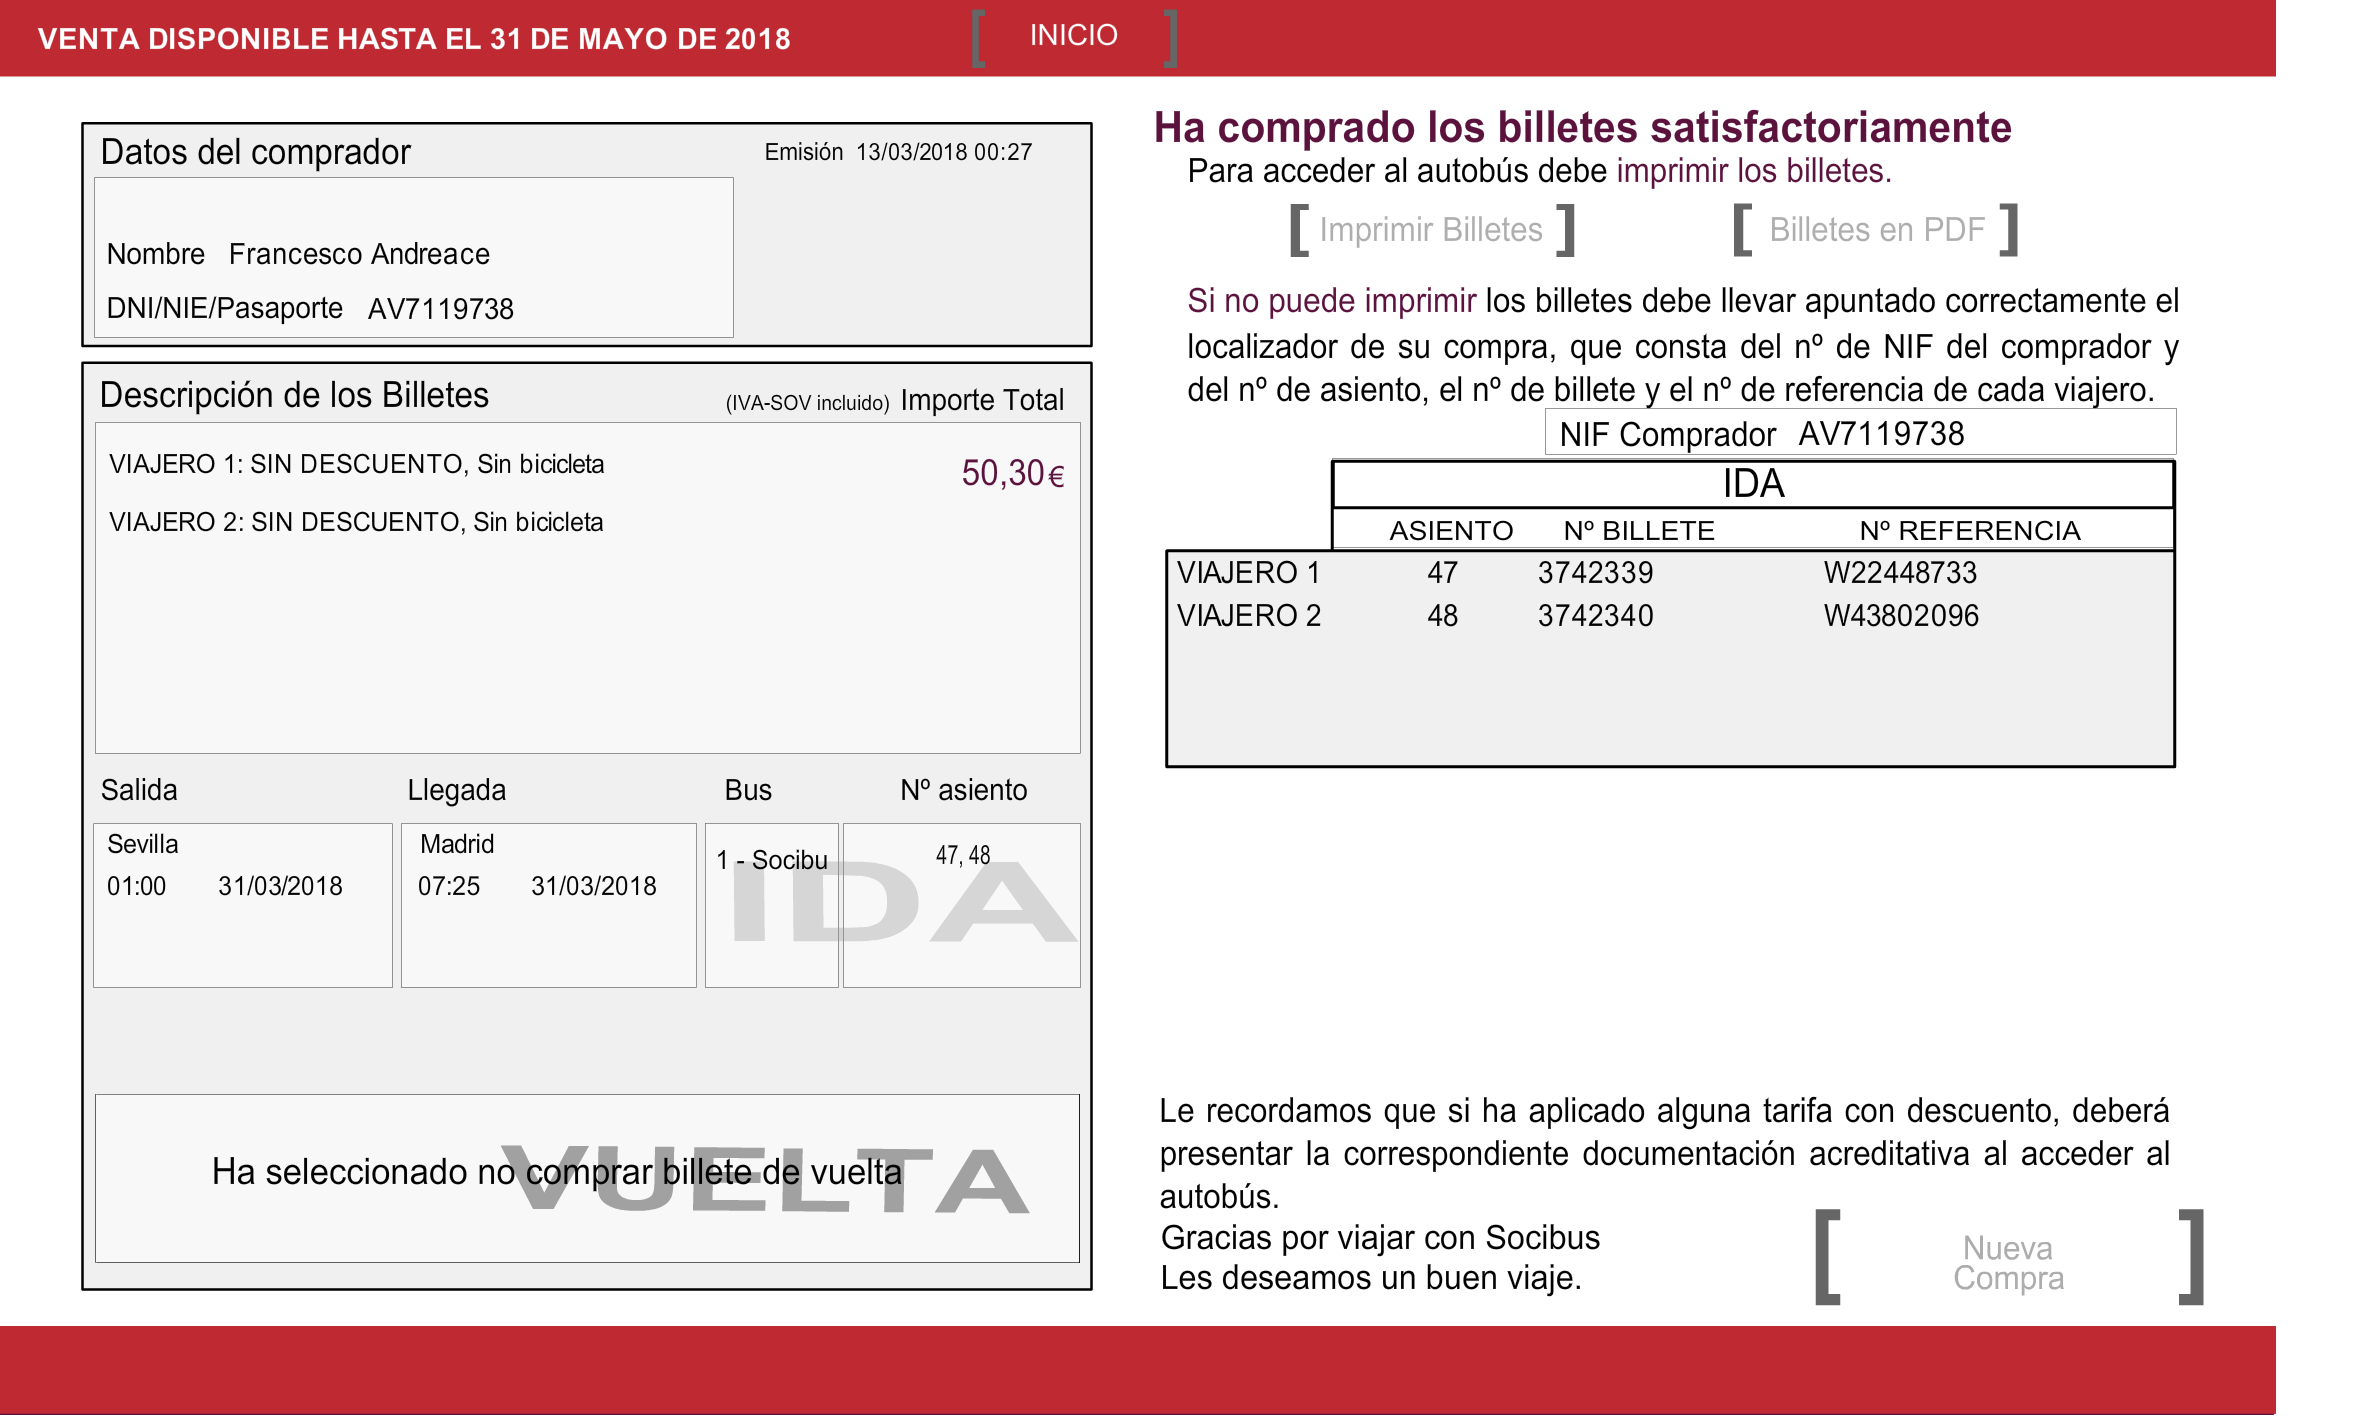 VENTA DISPONIBLE HASTA EL 31 DE MAYO DE 2018
[ INICIO ]
Datos del comprador
Emisión 13/03/2018 00:27
Nombre Francesco Andreace
DNI/NIE/Pasaporte AV7119738
Descripción de los Billetes
(IVA-SOV incluido) Importe Total
VIAJERO 1: SIN DESCUENTO, Sin bicicleta
50,30€
VIAJERO 2: SIN DESCUENTO, Sin bicicleta
Salida Llegada Bus Nº asiento
Sevilla Madrid
1 - Socibu 47, 48
01:00 31/03/2018 07:25 31/03/2018
IDA
Ha seleccionado no comprar billete de vuelta
VUELTA
Ha comprado los billetes satisfactoriamente
Para acceder al autobús debe imprimir los billetes.
[ Imprimir Billetes ] [ Billetes en PDF ]
Si no puede imprimir los billetes debe llevar apuntado correctamente el
localizador de su compra, que consta del nº de NIF del comprador y
del nº de asiento, el nº de billete y el nº de referencia de cada viajero.
NIF Comprador AV7119738
IDA
ASIENTO Nº BILLETE Nº REFERENCIA
VIAJERO 1 47 3742339 W22448733
VIAJERO 2 48 3742340 W43802096
Le recordamos que si ha aplicado alguna tarifa con descuento, deberá
presentar la correspondiente documentación acreditativa al acceder al
autobús.
Gracias por viajar con Socibus
Les deseamos un buen viaje.
[ Nueva
Compra ]